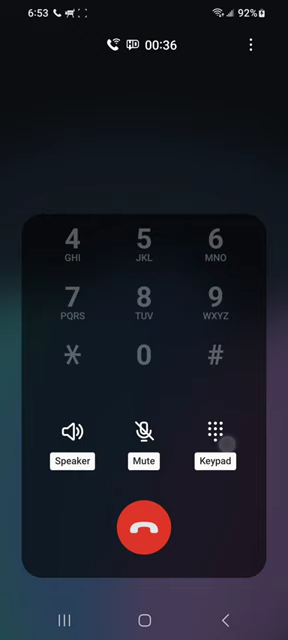 6:53 92%
HD 00:36
4 5 6
GHI JKL MNO
7 8 9
PQRS TUV WXYZ
* 0 #
Speaker Mute Keypad